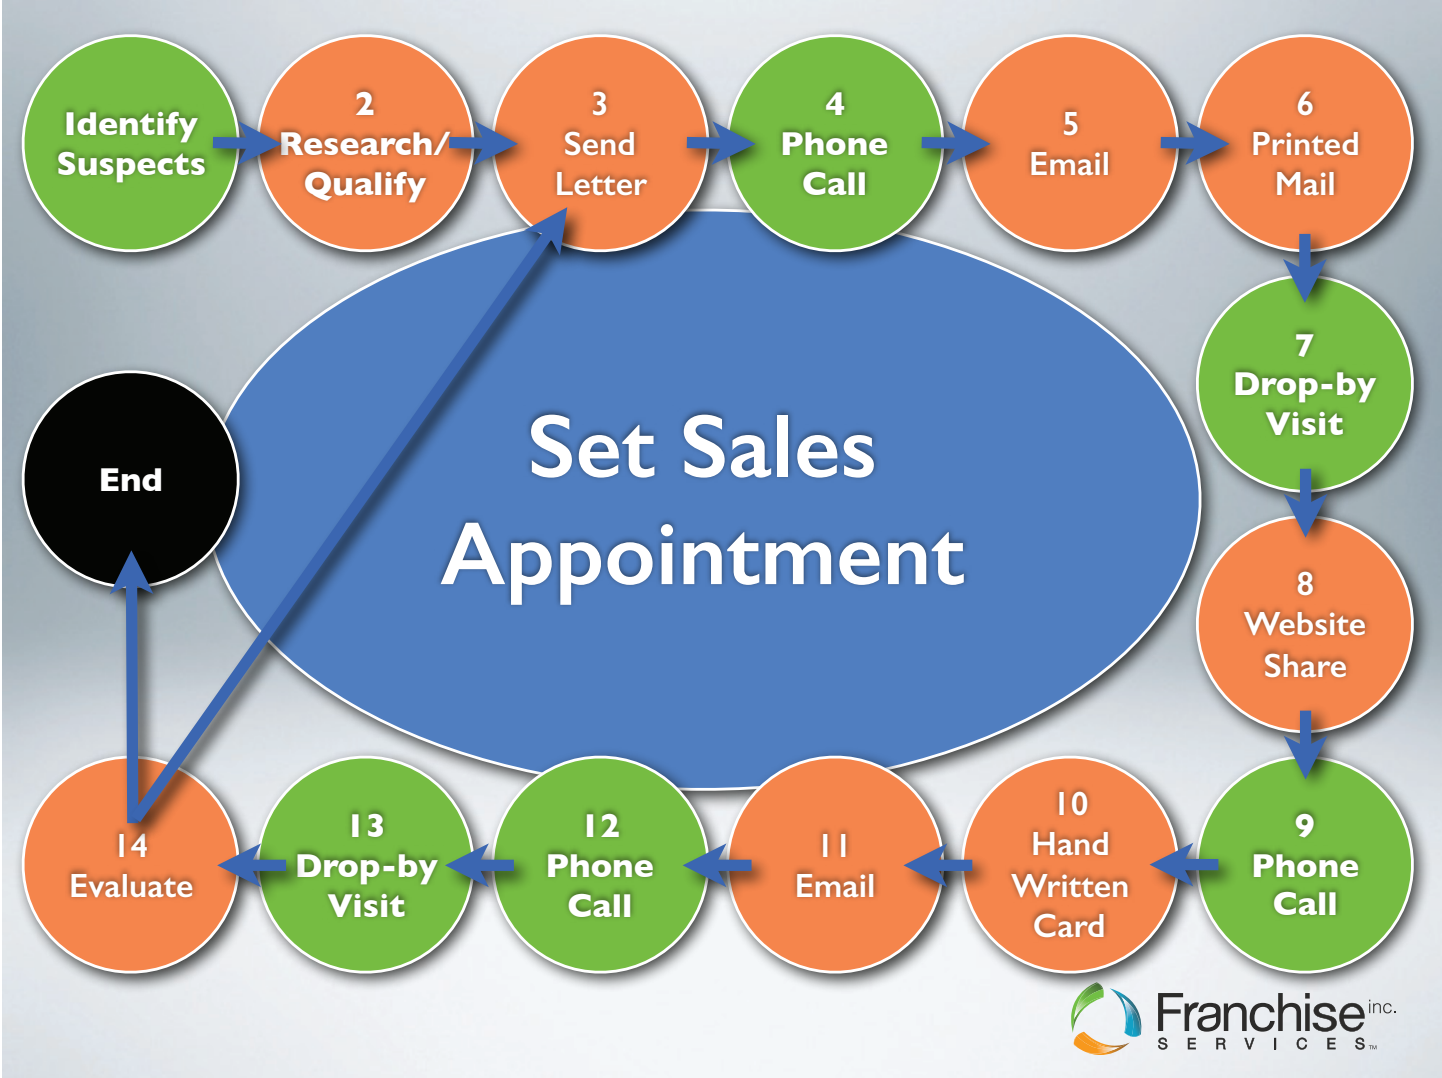 Identify
Suspects
2
Research/
Qualify
3
Send
Letter
4
Phone
Call
5
Email
6
Printed
Mail
7
Drop-by
Visit
8
Website
Share
9
Phone
Call
10
Hand
Written
Card
11
Email
12
Phone
Call
13
Drop-by
Visit
14
Evaluate
End
Set Sales
Appointment
Franchise inc.
SERVICES™